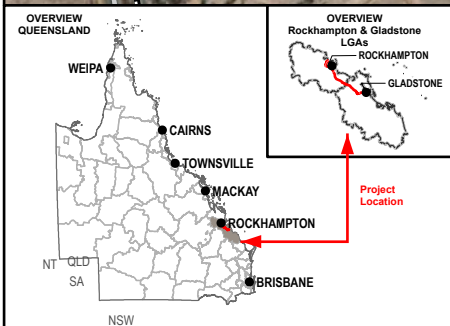 OVERVIEW
QUEENSLAND
WEIPA
CAIRNS
TOWNSVILLE
MACKAY
ROCKHAMPTON
BRISBANE
NT
QLD
SA
NSW
OVERVIEW
Rockhampton & Gladstone
LGAs
ROCKHAMPTON
GLADSTONE
Project
Location